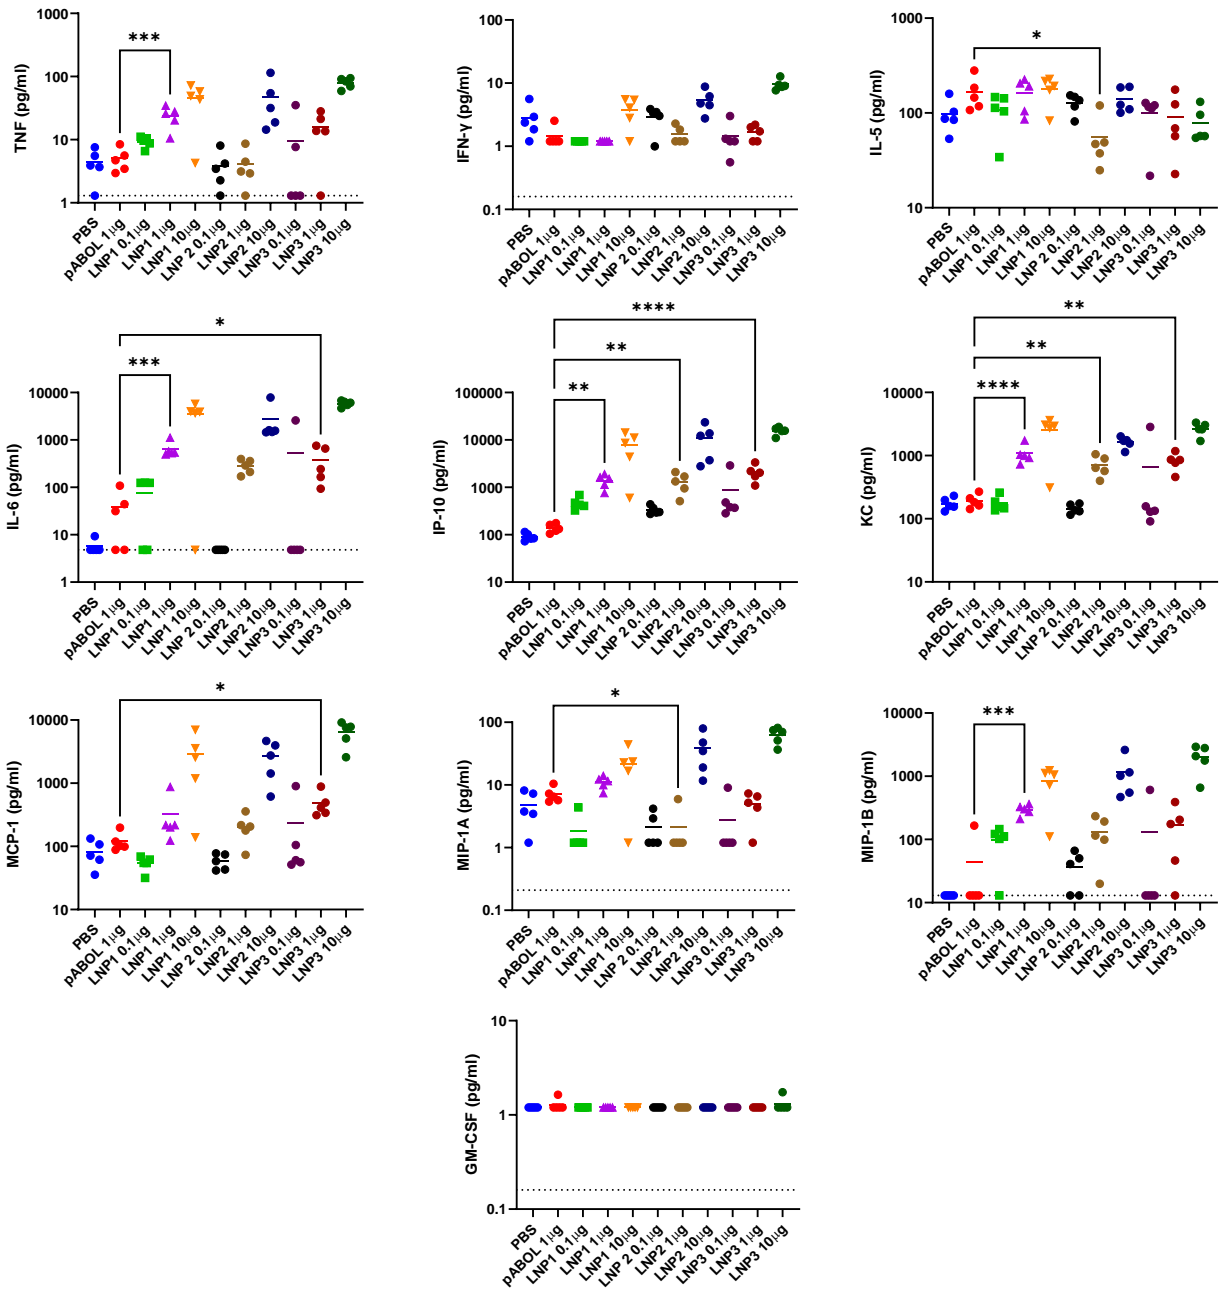 TNF (pg/ml)
1000
100
10
1
***
PBS
pABOL 1μg
LNP1 0.1μg
LNP1 1μg
LNP1 10μg
LNP 2 0.1μg
LNP2 1μg
LNP2 10μg
LNP3 0.1μg
LNP3 1μg
LNP3 10μg
IFN-γ (pg/ml)
100
10
1
0.1
PBS
pABOL 1μg
LNP1 0.1μg
LNP1 1μg
LNP1 10μg
LNP 2 0.1μg
LNP2 1μg
LNP2 10μg
LNP3 0.1μg
LNP3 1μg
LNP3 10μg
IL-5 (pg/ml)
1000
100
10
*
PBS
pABOL 1μg
LNP1 0.1μg
LNP1 1μg
LNP1 10μg
LNP 2 0.1μg
LNP2 1μg
LNP2 10μg
LNP3 0.1μg
LNP3 1μg
LNP3 10μg
IL-6 (pg/ml)
10000
1000
100
10
1
*
***
PBS
pABOL 1μg
LNP1 0.1μg
LNP1 1μg
LNP1 10μg
LNP 2 0.1μg
LNP2 1μg
LNP2 10μg
LNP3 0.1μg
LNP3 1μg
LNP3 10μg
IP-10 (pg/ml)
100000
10000
1000
100
10
****
**
**
PBS
pABOL 1μg
LNP1 0.1μg
LNP1 1μg
LNP1 10μg
LNP 2 0.1μg
LNP2 1μg
LNP2 10μg
LNP3 0.1μg
LNP3 1μg
LNP3 10μg
KC (pg/ml)
10000
1000
100
10
**
**
****
PBS
pABOL 1μg
LNP1 0.1μg
LNP1 1μg
LNP1 10μg
LNP 2 0.1μg
LNP2 1μg
LNP2 10μg
LNP3 0.1μg
LNP3 1μg
LNP3 10μg
MCP-1 (pg/ml)
10000
1000
100
10
*
PBS
pABOL 1μg
LNP1 0.1μg
LNP1 1μg
LNP1 10μg
LNP 2 0.1μg
LNP2 1μg
LNP2 10μg
LNP3 0.1μg
LNP3 1μg
LNP3 10μg
MIP-1A (pg/ml)
100
10
1
0.1
*
PBS
pABOL 1μg
LNP1 0.1μg
LNP1 1μg
LNP1 10μg
LNP 2 0.1μg
LNP2 1μg
LNP2 10μg
LNP3 0.1μg
LNP3 1μg
LNP3 10μg
MIP-1B (pg/ml)
10000
1000
100
10
***
PBS
pABOL 1μg
LNP1 0.1μg
LNP1 1μg
LNP1 10μg
LNP 2 0.1μg
LNP2 1μg
LNP2 10μg
LNP3 0.1μg
LNP3 1μg
LNP3 10μg
GM-CSF (pg/ml)
10
1
0.1
PBS
pABOL 1μg
LNP1 0.1μg
LNP1 1μg
LNP1 10μg
LNP 2 0.1μg
LNP2 1μg
LNP2 10μg
LNP3 0.1μg
LNP3 1μg
LNP3 10μg